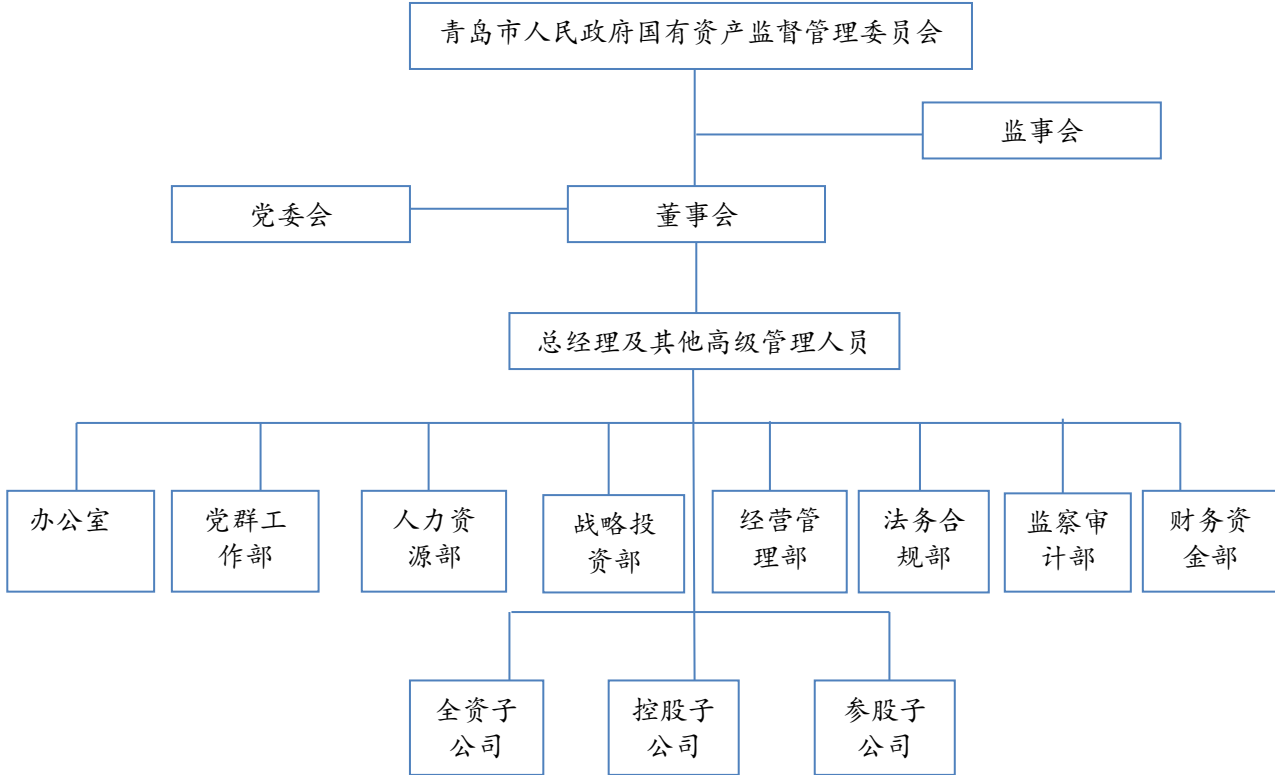 青岛市人民政府国有资产监督管理委员会
监事会
党委会
董事会
总经理及其他高级管理人员
办公室
党群工
作部
人力资
源部
战略投
资部
经营管
理部
法务合
规部
监察审
计部
财务资
金部
全资子
公司
控股子
公司
参股子
公司